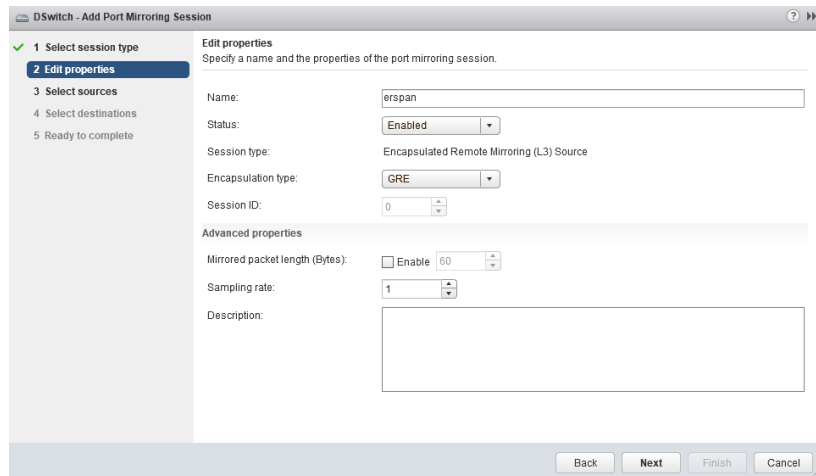 DSwitch - Add Port Mirroring Session
1 Select session type
2 Edit properties
3 Select sources
4 Select destinations
5 Ready to complete
Edit properties
Specify a name and the properties of the port mirroring session.
Name: erspan
Status: Enabled
Session type: Encapsulated Remote Mirroring (L3) Source
Encapsulation type: GRE
Session ID: 0
Advanced properties
Mirrored packet length (Bytes): Enable 60
Sampling rate: 1
Description:
Back Next Finish Cancel